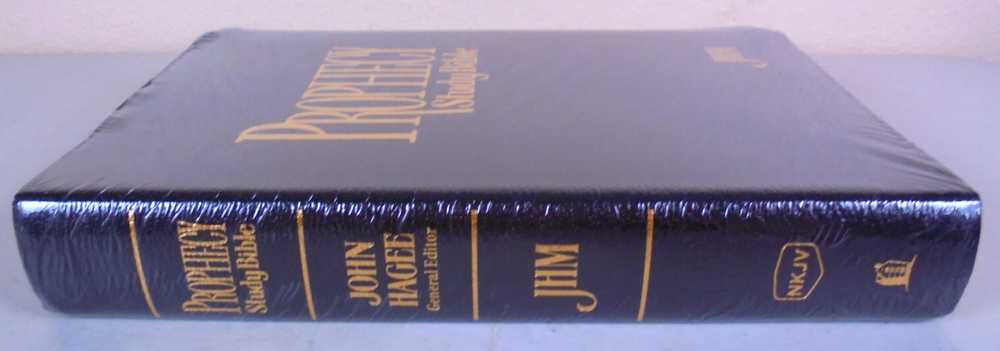 PROPHECY
Study Bible
JHM
PROPHECY
Study Bible
JOHN
HAGEE
General Editor
JHM
NKJV